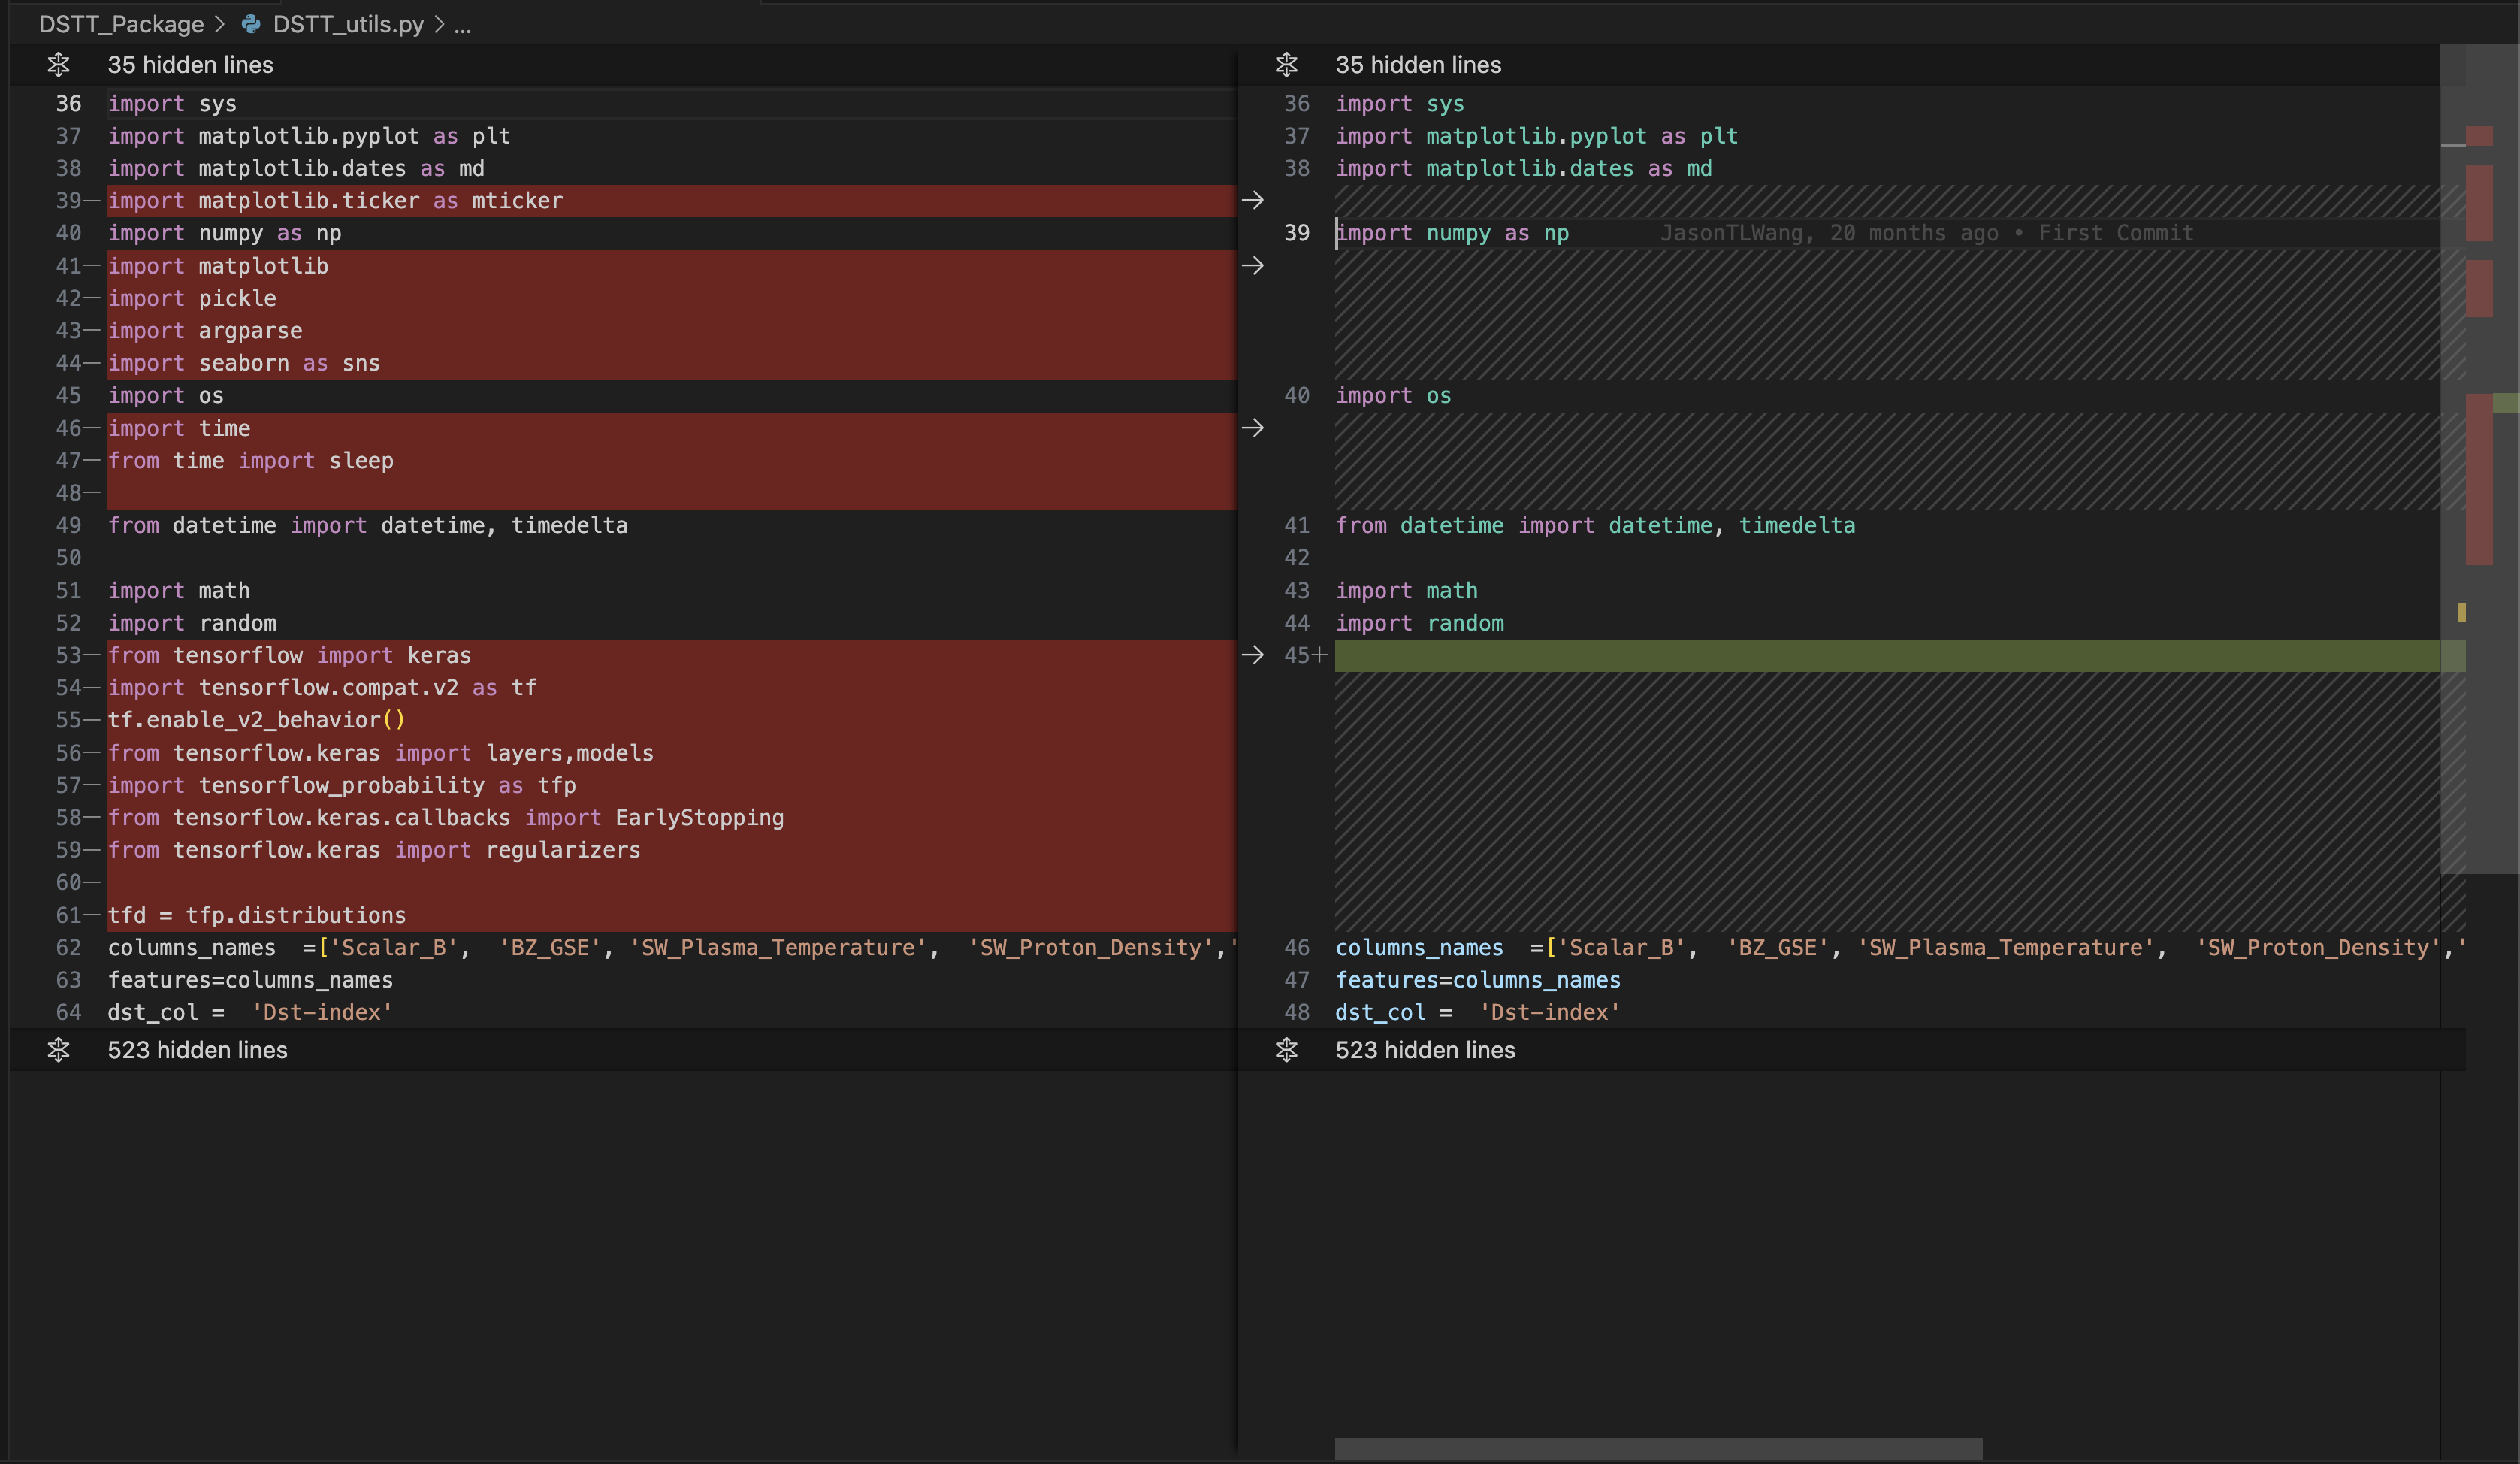 DSTT_Package > DSTT_utils.py > ...
35 hidden lines
36 import sys
37 import matplotlib.pyplot as plt
38 import matplotlib.dates as md
39— import matplotlib.ticker as mticker
40 import numpy as np
41— import matplotlib
42— import pickle
43— import argparse
44— import seaborn as sns
45 import os
46— import time
47— from time import sleep
48—
49 from datetime import datetime, timedelta
50
51 import math
52 import random
53— from tensorflow import keras
54— import tensorflow.compat.v2 as tf
55— tf.enable_v2_behavior()
56— from tensorflow.keras import layers,models
57— import tensorflow_probability as tfp
58— from tensorflow.keras.callbacks import EarlyStopping
59— from tensorflow.keras import regularizers
60—
61— tfd = tfp.distributions
62 columns_names  =['Scalar_B',  'BZ_GSE', 'SW_Plasma_Temperature',  'SW_Proton_Density','
63 features=columns_names
64 dst_col =  'Dst-index'
523 hidden lines
35 hidden lines
36 import sys
37 import matplotlib.pyplot as plt
38 import matplotlib.dates as md
39 import numpy as np JasonTLWang, 20 months ago • First Commit
40 import os
41 from datetime import datetime, timedelta
42
43 import math
44 import random
45+
46 columns_names  =['Scalar_B',  'BZ_GSE', 'SW_Plasma_Temperature',  'SW_Proton_Density','
47 features=columns_names
48 dst_col =  'Dst-index'
523 hidden lines